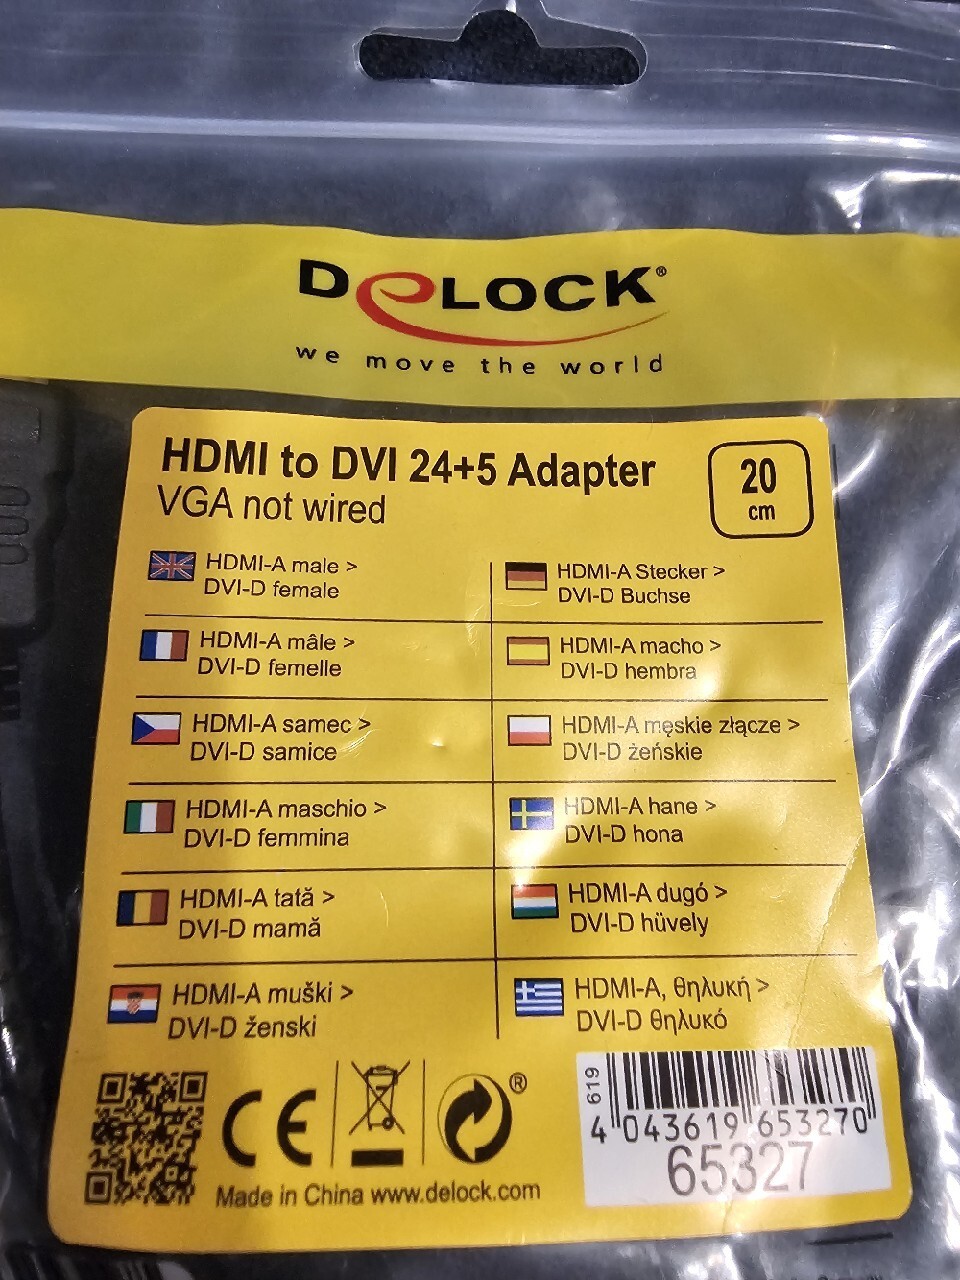 DeLOCK®
we move the world
HDMI to DVI 24+5 Adapter
VGA not wired
20
cm
HDMI-A male >
DVI-D female
HDMI-A Stecker >
DVI-D Buchse
HDMI-A mâle >
DVI-D femelle
HDMI-A macho >
DVI-D hembra
HDMI-A samec >
DVI-D samice
HDMI-A męskie złącze >
DVI-D żeńskie
HDMI-A maschio >
DVI-D femmina
HDMI-A hane >
DVI-D hona
HDMI-A tată >
DVI-D mamă
HDMI-A dugó >
DVI-D hüvely
HDMI-A muški >
DVI-D ženski
HDMI-A, θηλυκή >
DVI-D θηλυκό
CE
®
Made in China www.delock.com
619
4 043619 653270
65327